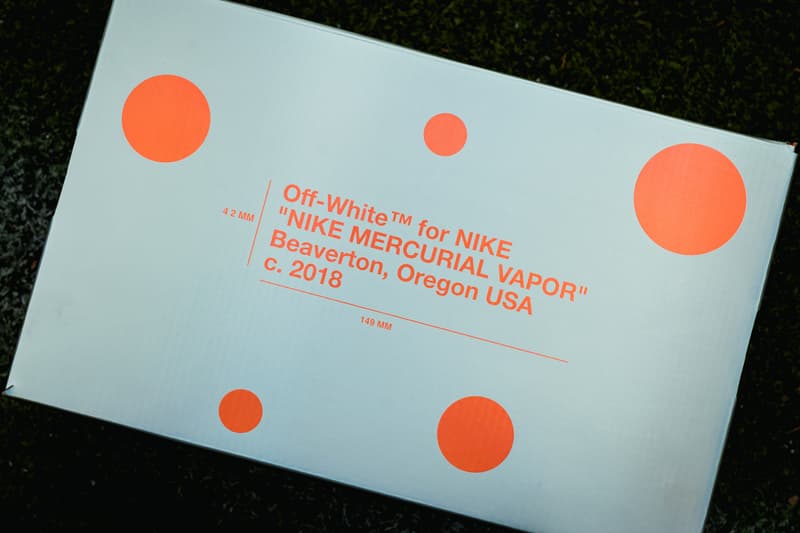 4 2 MM
Off-White™ for NIKE
"NIKE MERCURIAL VAPOR"
Beaverton, Oregon USA
c. 2018
149 MM